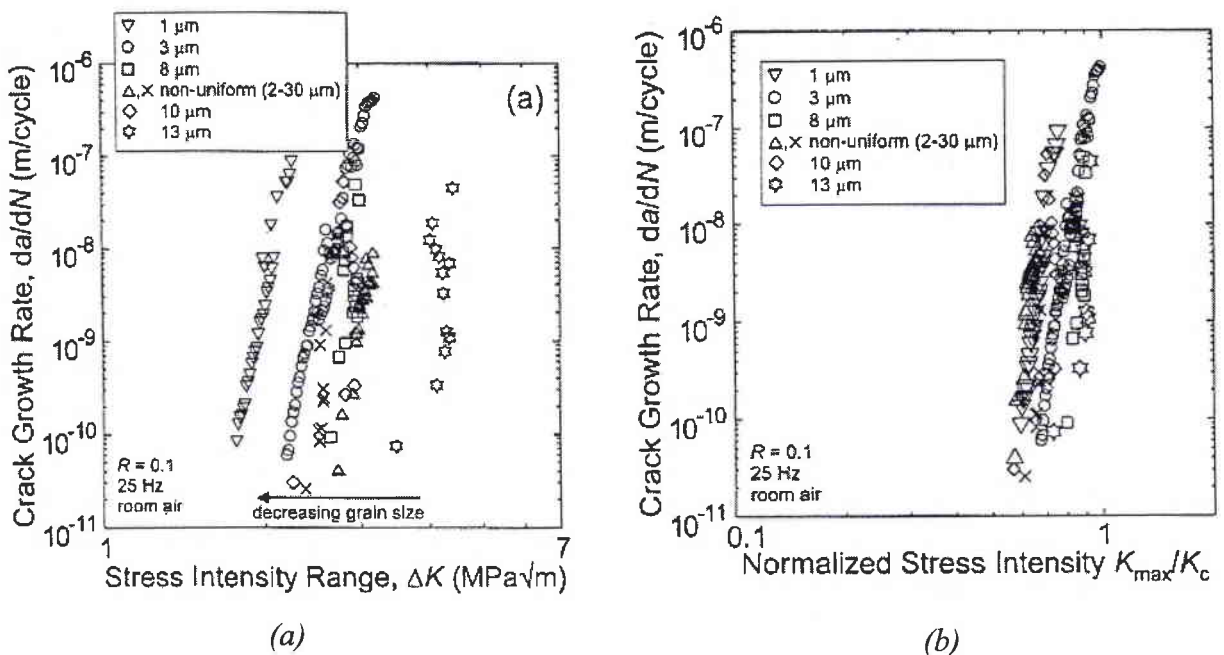 1 μm
3 μm
8 μm
non-uniform (2-30 μm)
10 μm
13 μm
(a)
10⁻⁶
10⁻⁷
10⁻⁸
10⁻⁹
10⁻¹⁰
10⁻¹¹
Crack Growth Rate, da/dN (m/cycle)
R = 0.1
25 Hz
room air
decreasing grain size
1
7
Stress Intensity Range, ΔK (MPa√m)
(a)
1 μm
3 μm
8 μm
non-uniform (2-30 μm)
10 μm
13 μm
10⁻⁶
10⁻⁷
10⁻⁸
10⁻⁹
10⁻¹⁰
10⁻¹¹
Crack Growth Rate, da/dN (m/cycle)
R = 0.1
25 Hz
room air
0.1
1
Normalized Stress Intensity Kmax/Kc
(b)